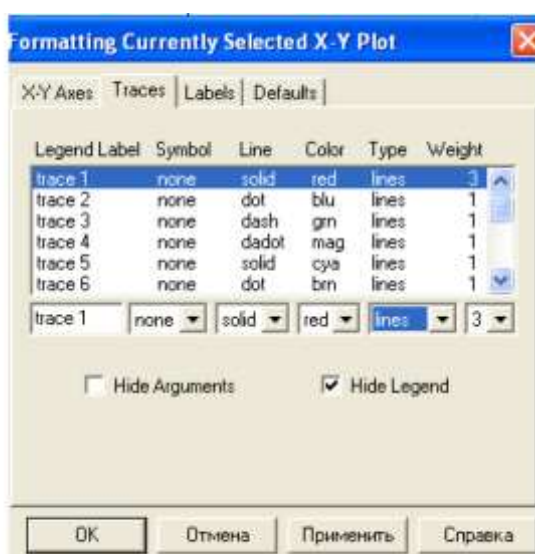 Formatting Currently Selected X-Y Plot
X-Y Axes Traces Labels Defaults
Legend Label Symbol Line Color Type Weight
trace 1 none solid red lines 3
trace 2 none dot blu lines 1
trace 3 none dash grn lines 1
trace 4 none dadot mag lines 1
trace 5 none solid cya lines 1
trace 6 none dot brn lines 1
trace 1 none solid red lines 3
Hide Arguments Hide Legend
OK Отмена Применить Справка